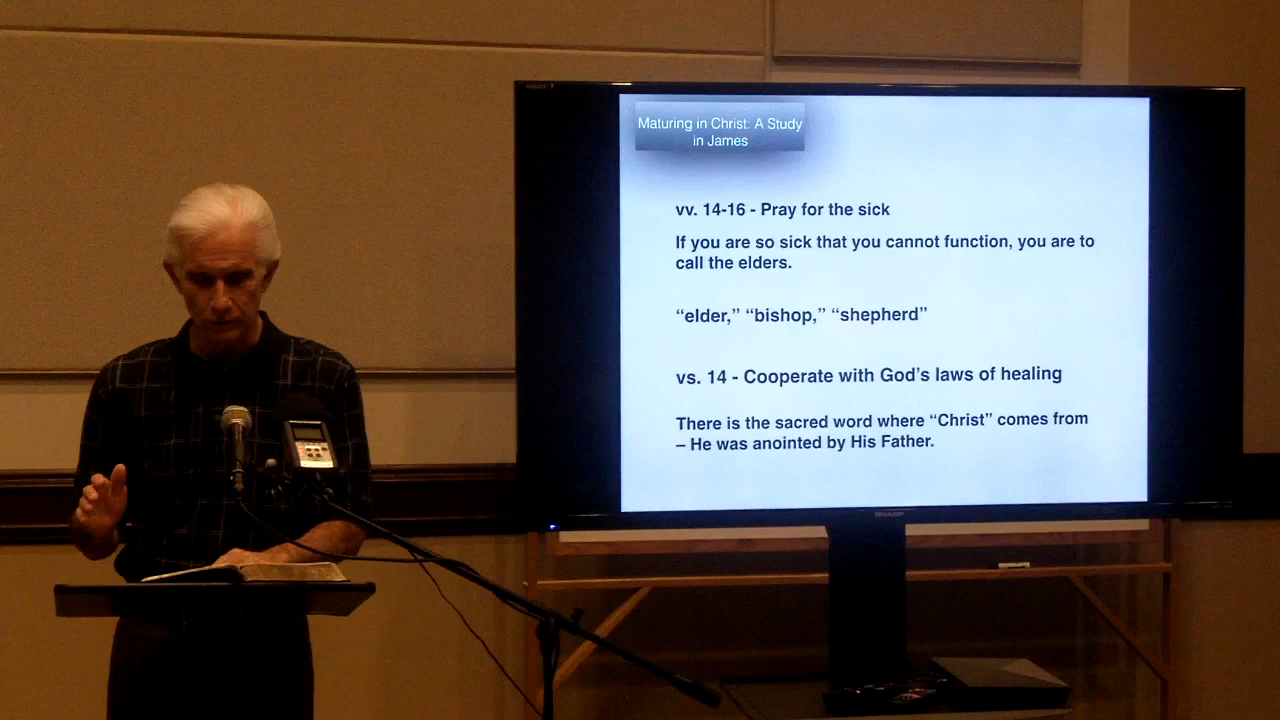 Maturing in Christ: A Study
in James
vv. 14-16 - Pray for the sick
If you are so sick that you cannot function, you are to
call the elders.
“elder,” “bishop,” “shepherd”
vs. 14 - Cooperate with God’s laws of healing
There is the sacred word where “Christ” comes from
– He was anointed by His Father.
SHARP